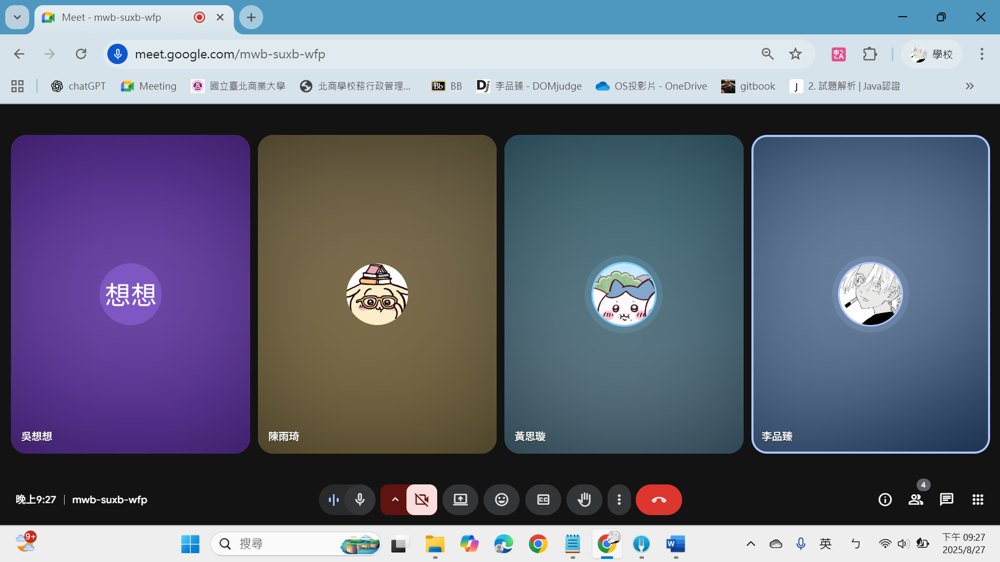 Meet - mwb-suxb-wfp
meet.google.com/mwb-suxb-wfp
學校
chatGPT
Meeting
國立臺北商業大學
北商學校務行政管理...
Bb BB
Dj 李品臻 - DOMjudge
OS投影片 - OneDrive
gitbook
J 2. 試題解析 | Java認證
想想
吳想想
陳雨琦
黃思璇
李品臻
晚上9:27
mwb-suxb-wfp
CC
4
9+
搜尋
W
英
ㄅ
下午 09:27
2025/8/27